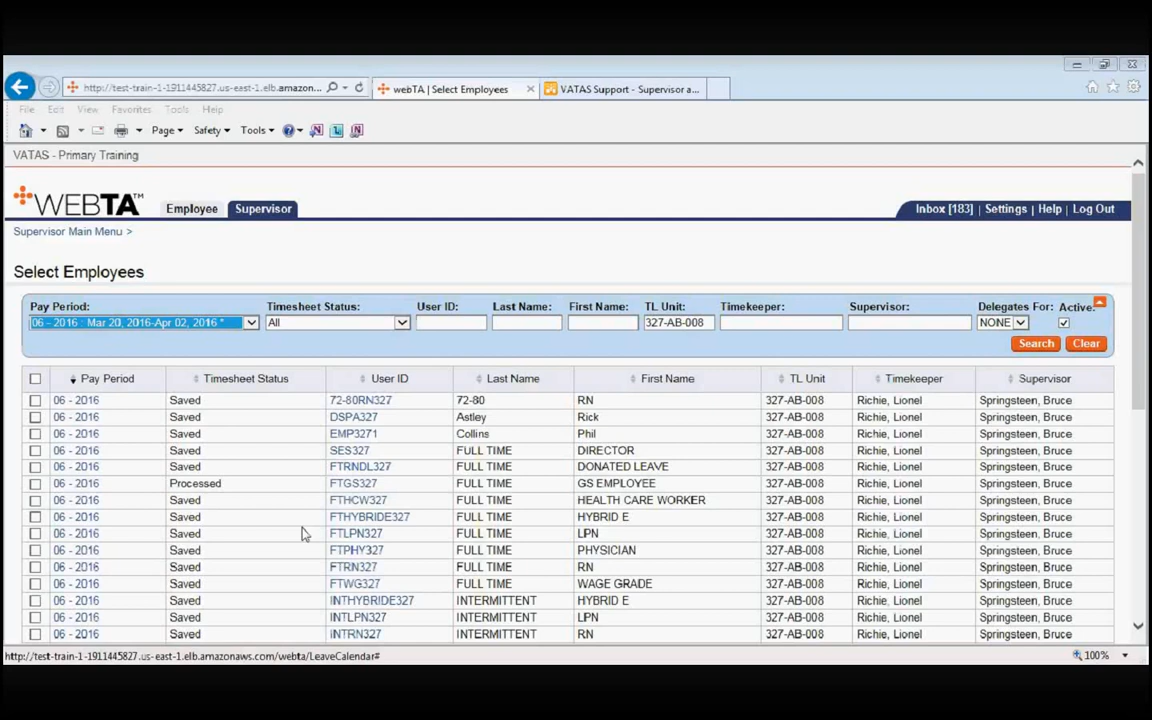 http://test-train-1-1911445827.us-east-1.elb.amazon... webTA | Select Employees VATAS Support - Supervisor a...
File Edit View Favorites Tools Help
Page Safety Tools
VATAS - Primary Training
WEBTA™ Employee Supervisor Inbox [183] | Settings | Help | Log Out
Supervisor Main Menu >
Select Employees
Pay Period: Timesheet Status: User ID: Last Name: First Name: TL Unit: Timekeeper: Supervisor: Delegates For: Active:
06 - 2016 : Mar 20, 2016-Apr 02, 2016 * All 327-AB-008 NONE
Search Clear
Pay Period Timesheet Status User ID Last Name First Name TL Unit Timekeeper Supervisor
06 - 2016 Saved 72-80RN327 72-80 RN 327-AB-008 Richie, Lionel Springsteen, Bruce
06 - 2016 Saved DSPA327 Astley Rick 327-AB-008 Richie, Lionel Springsteen, Bruce
06 - 2016 Saved EMP3271 Collins Phil 327-AB-008 Richie, Lionel Springsteen, Bruce
06 - 2016 Saved SES327 FULL TIME DIRECTOR 327-AB-008 Richie, Lionel Springsteen, Bruce
06 - 2016 Saved FTRNDL327 FULL TIME DONATED LEAVE 327-AB-008 Richie, Lionel Springsteen, Bruce
06 - 2016 Processed FTGS327 FULL TIME GS EMPLOYEE 327-AB-008 Richie, Lionel Springsteen, Bruce
06 - 2016 Saved FTHCW327 FULL TIME HEALTH CARE WORKER 327-AB-008 Richie, Lionel Springsteen, Bruce
06 - 2016 Saved FTHYBRIDE327 FULL TIME HYBRID E 327-AB-008 Richie, Lionel Springsteen, Bruce
06 - 2016 Saved FTLPN327 FULL TIME LPN 327-AB-008 Richie, Lionel Springsteen, Bruce
06 - 2016 Saved FTPHY327 FULL TIME PHYSICIAN 327-AB-008 Richie, Lionel Springsteen, Bruce
06 - 2016 Saved FTRN327 FULL TIME RN 327-AB-008 Richie, Lionel Springsteen, Bruce
06 - 2016 Saved FTWG327 FULL TIME WAGE GRADE 327-AB-008 Richie, Lionel Springsteen, Bruce
06 - 2016 Saved INTHYBRIDE327 INTERMITTENT HYBRID E 327-AB-008 Richie, Lionel Springsteen, Bruce
06 - 2016 Saved INTLPN327 INTERMITTENT LPN 327-AB-008 Richie, Lionel Springsteen, Bruce
06 - 2016 Saved INTRN327 INTERMITTENT RN 327-AB-008 Richie, Lionel Springsteen, Bruce
http://test-train-1-1911445827.us-east-1.elb.amazonaws.com/webta/LeaveCalendar# 100%